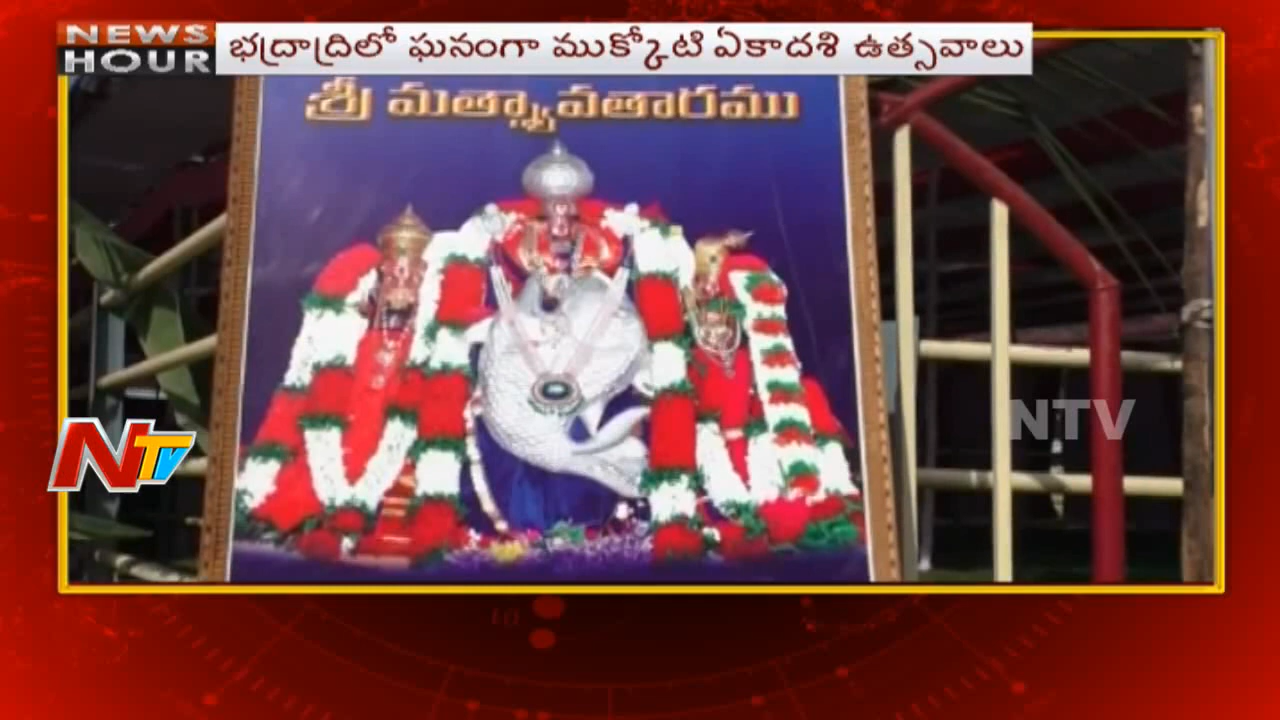 NEWS
HOUR
భద్రాద్రిలో ఘనంగా ముక్కోటి ఏకాదశి ఉత్సవాలు
శ్రీ మత్స్యావతారము
NTV
NTV